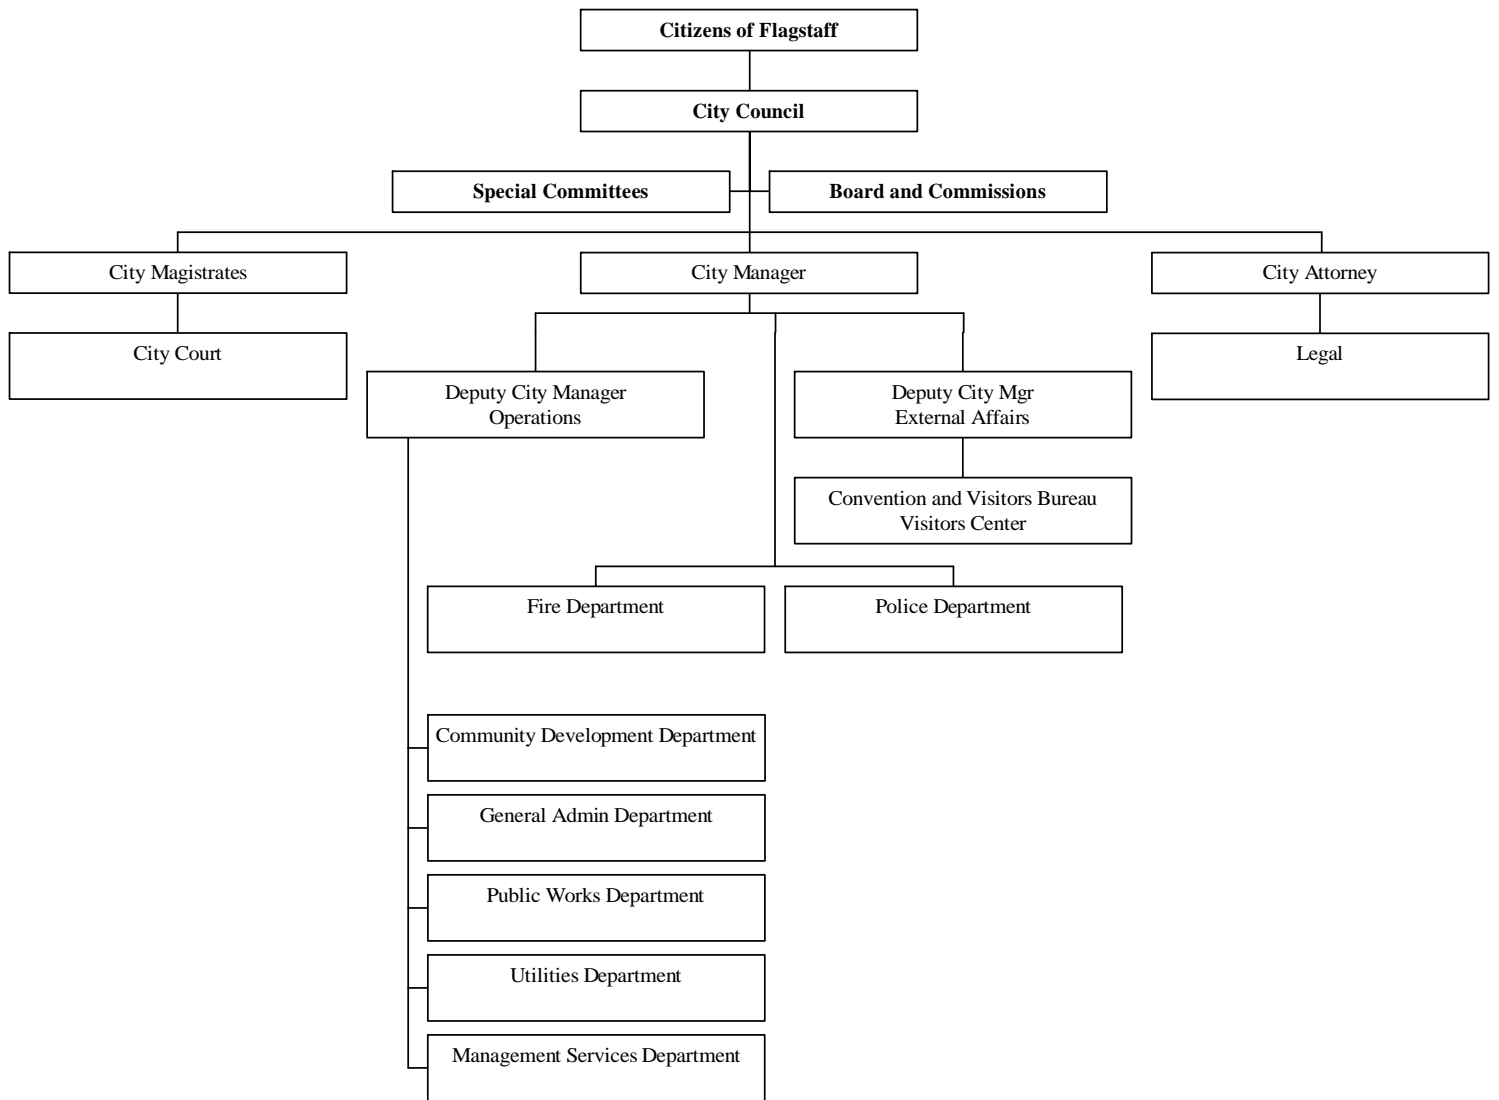 Citizens of Flagstaff
City Council
Special Committees
Board and Commissions
City Magistrates
City Manager
City Attorney
City Court
Legal
Deputy City Manager
Operations
Deputy City Mgr
External Affairs
Convention and Visitors Bureau
Visitors Center
Fire Department
Police Department
Community Development Department
General Admin Department
Public Works Department
Utilities Department
Management Services Department